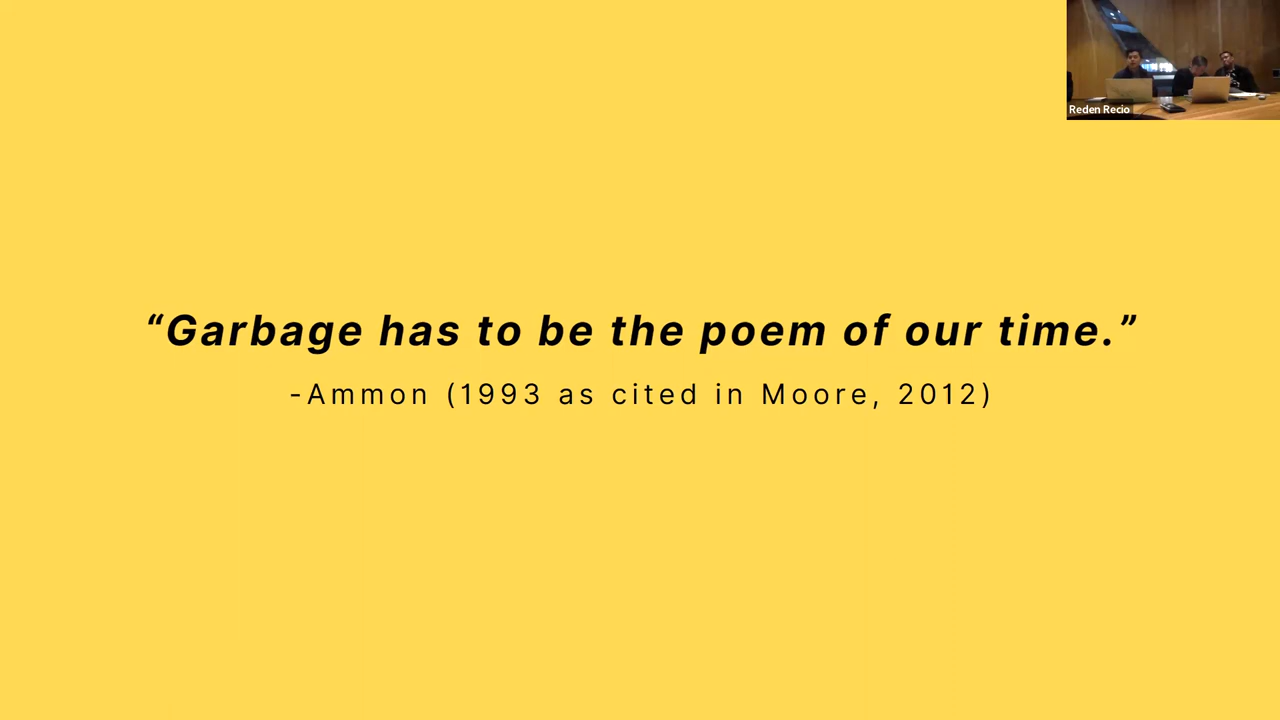 Reden Recio
“Garbage has to be the poem of our time.”
-Ammon (1993 as cited in Moore, 2012)